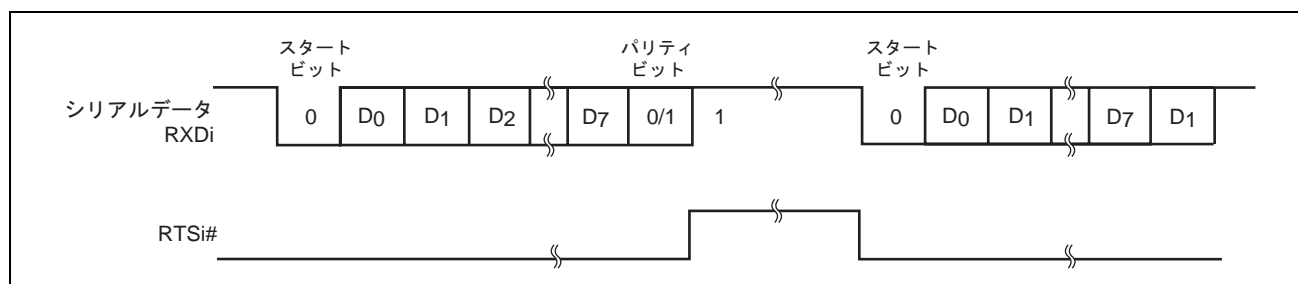 スタート
ビット
パリティ
ビット
スタート
ビット
シリアルデータ
RXDi
0 D0 D1 D2 D7 0/1 1 0 D0 D1 D7 D1
RTSi#